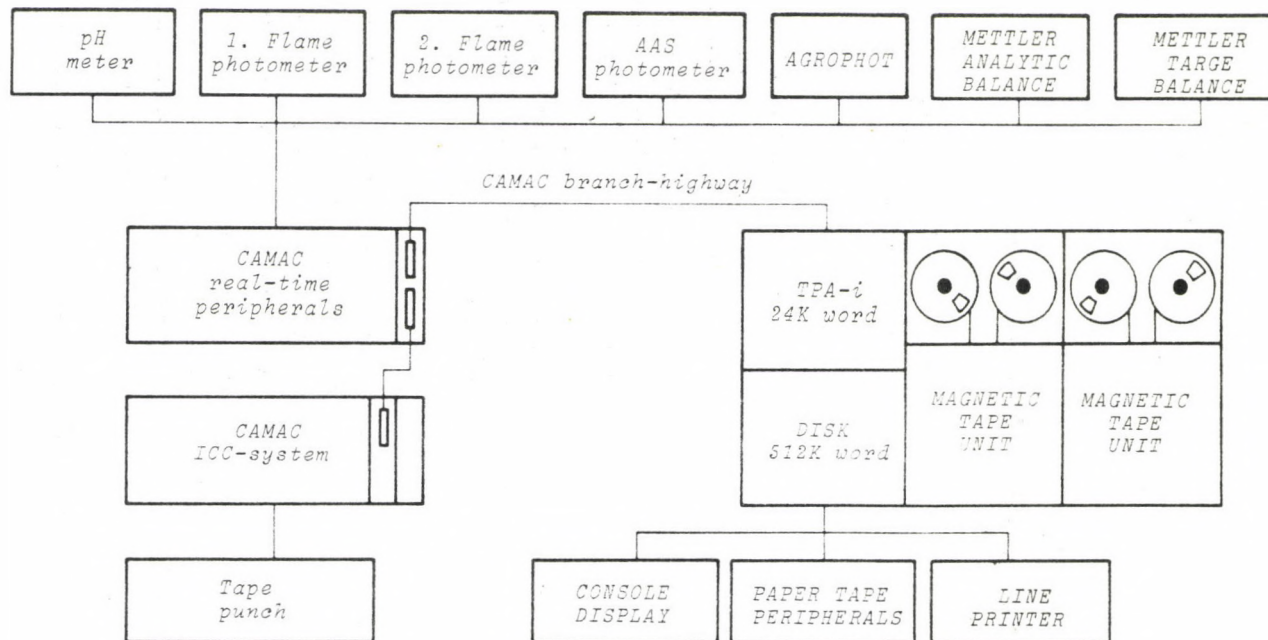 pH
meter
1. Flame
photometer
2. Flame
photometer
AAS
photometer
AGROPHOT
METTLER
ANALYTIC
BALANCE
METTLER
TARGE
BALANCE
CAMAC branch-highway
CAMAC
real-time
peripherals
TPA-i
24K word
CAMAC
ICC-system
DISK
512K word
MAGNETIC
TAPE
UNIT
MAGNETIC
TAPE
UNIT
Tape
punch
CONSOLE
DISPLAY
PAPER TAPE
PERIPHERALS
LINE
PRINTER